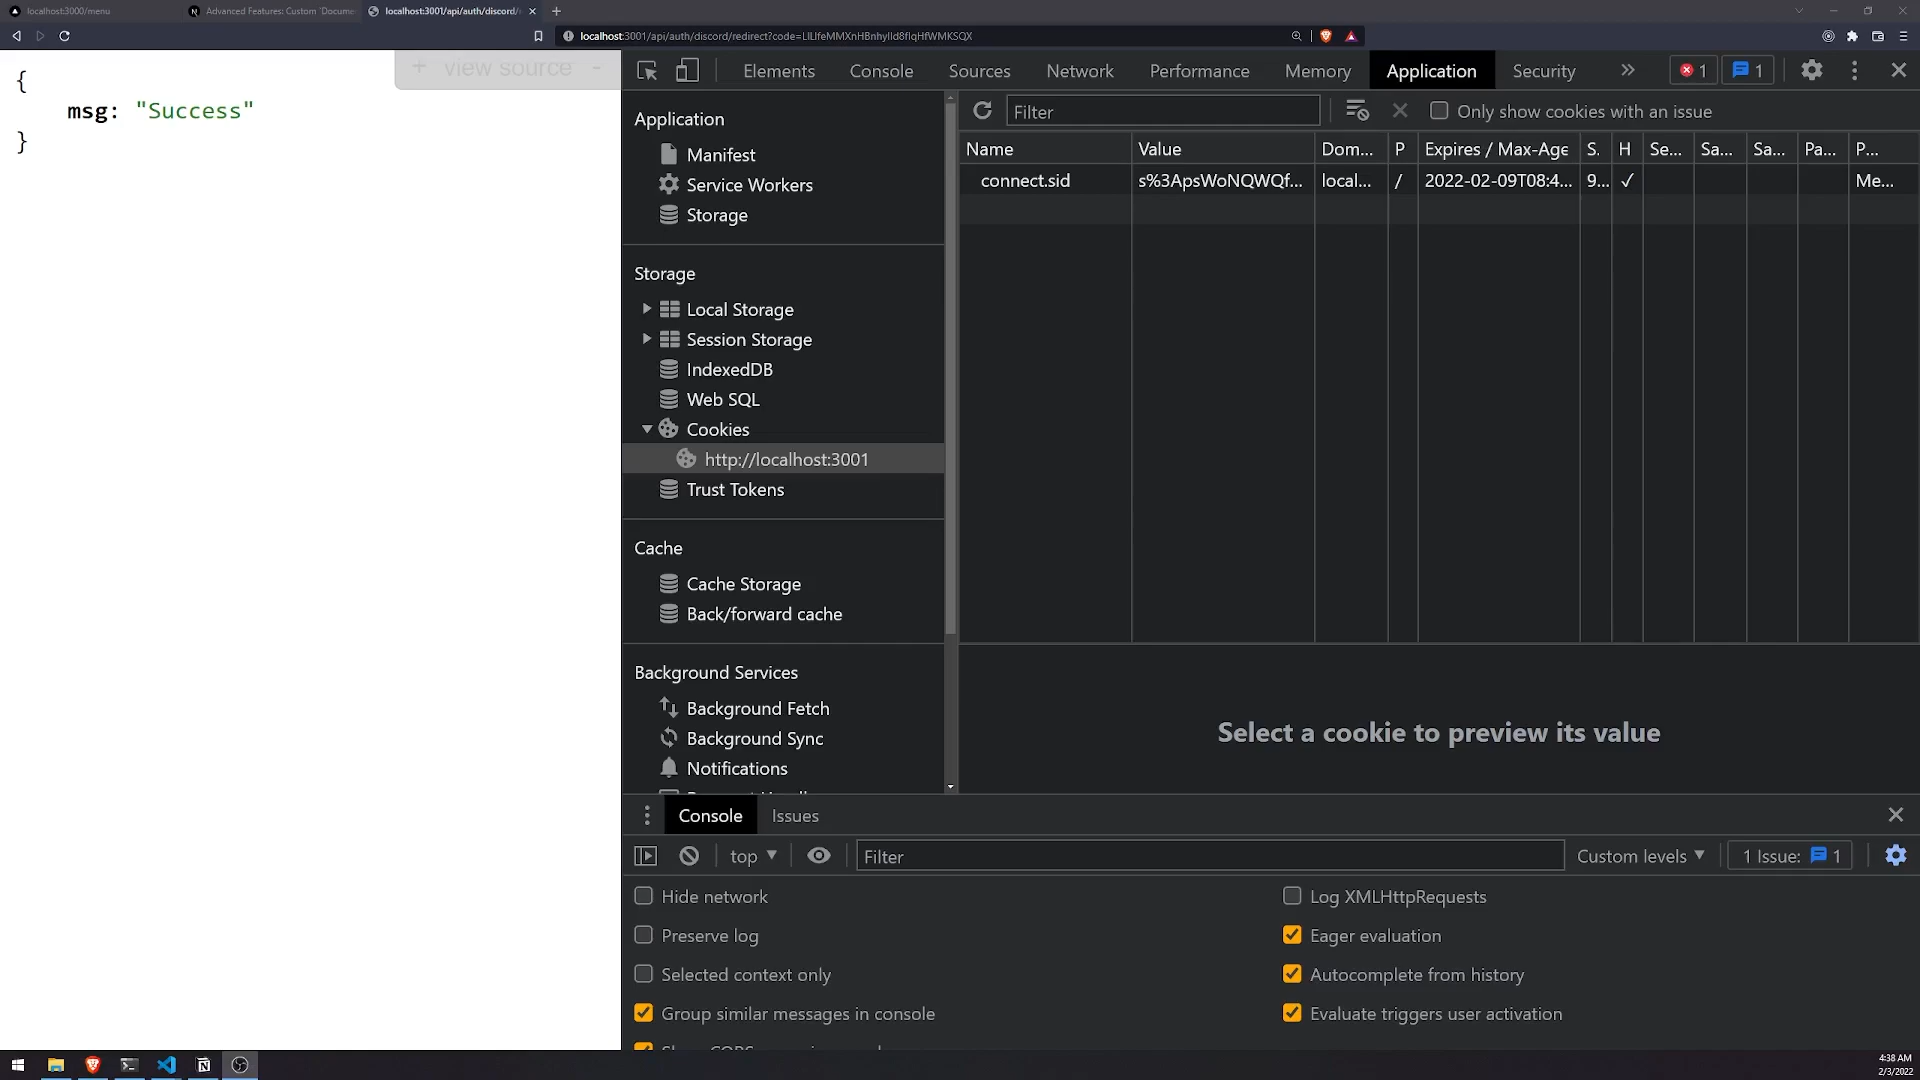 localhost:3000/menu
Advanced Features: Custom `Docume
localhost:3001/api/auth/discord/
localhost:3001/api/auth/discord/redirect?code=
+ view source -
{
msg: "Success"
}
Elements Console Sources Network Performance Memory Application Security » 1 1
Filter
Only show cookies with an issue
Application
Manifest
Service Workers
Storage
Storage
Local Storage
Session Storage
IndexedDB
Web SQL
Cookies
http://localhost:3001
Trust Tokens
Cache
Cache Storage
Back/forward cache
Background Services
Background Fetch
Background Sync
Notifications
Name Value Dom... P Expires / Max-Age S. H Se... Sa... Sa... Pa... P...
connect.sid s%3ApsWoNQWQf... local... / 2022-02-09T08:4... 9... ✓ Me...
Select a cookie to preview its value
Console Issues
top Filter Custom levels 1 Issue: 1
Hide network
Preserve log
Selected context only
Group similar messages in console
Log XMLHttpRequests
Eager evaluation
Autocomplete from history
Evaluate triggers user activation
4:38 AM
2/3/2022